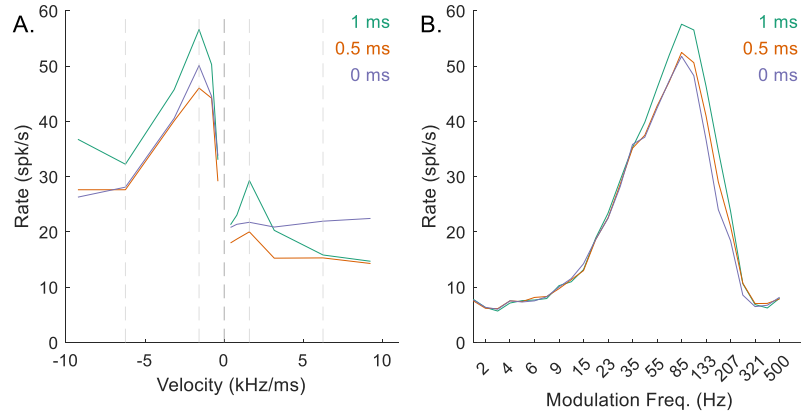 A.
1 ms
0.5 ms
0 ms
60
50
40
30
20
10
0
Rate (spk/s)
-10 -5 0 5 10
Velocity (kHz/ms)
B.
1 ms
0.5 ms
0 ms
60
50
40
30
20
10
0
Rate (spk/s)
2 4 6 9 15 23 35 55 85 133 207 321 500
Modulation Freq. (Hz)